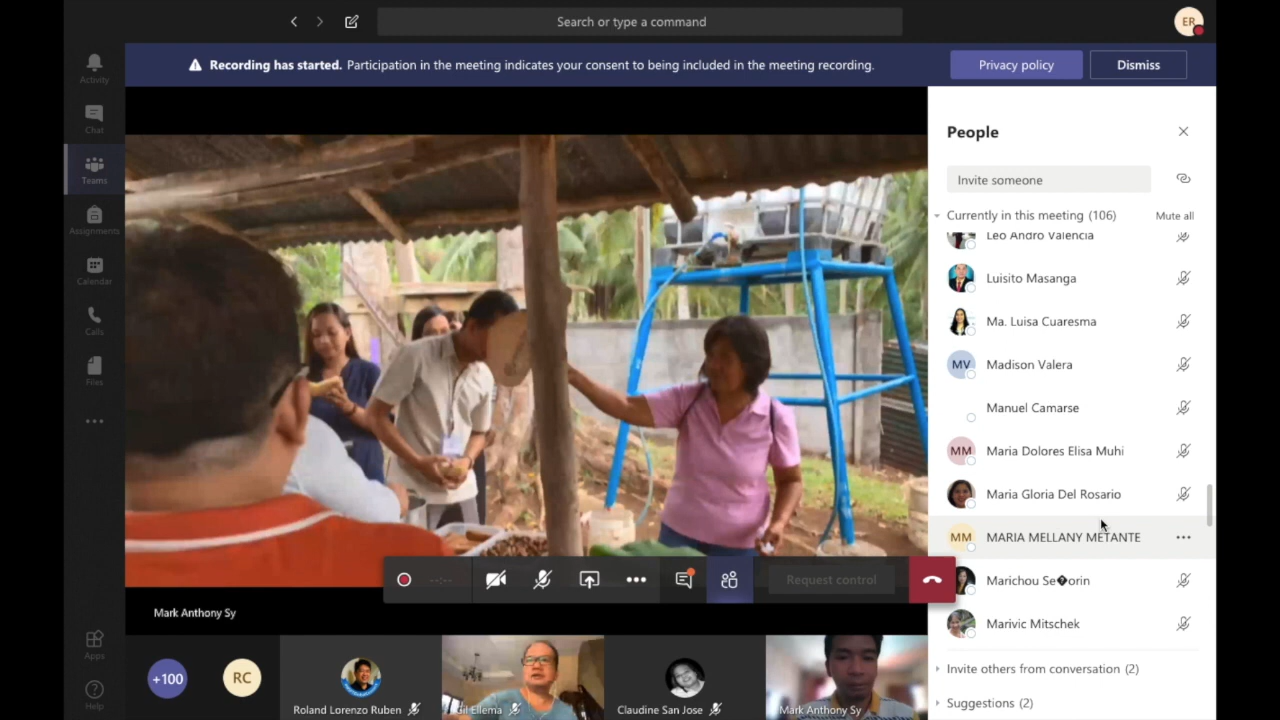 Search or type a command
ER
Activity
Chat
Teams
Assignments
Calendar
Calls
Files
Apps
Help
Recording has started. Participation in the meeting indicates your consent to being included in the meeting recording.
Privacy policy
Dismiss
People
Invite someone
Currently in this meeting (106)
Mute all
Leo Andro Valencia
Luisito Masanga
Ma. Luisa Cuaresma
MV
Madison Valera
Manuel Camarse
MM
Maria Dolores Elisa Muhi
Maria Gloria Del Rosario
MM
MARIA MELLANY METANTE
Marichou Se�orin
Marivic Mitschek
Invite others from conversation (2)
Suggestions (2)
--:--
Request control
Mark Anthony Sy
+100
RC
Roland Lorenzo Ruben
Ellema
Claudine San Jose
Mark Anthony Sy